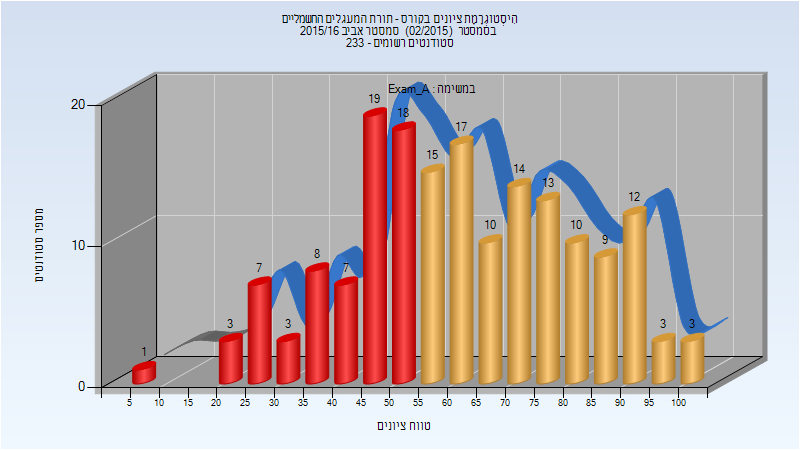 היסטוגרמת ציונים בקורס - תורת המעגלים החשמליים
בסמסטר (02/2015) סמסטר אביב 2015/16
סטודנטים רשומים - 233
במשימה : Exam_A
מספר סטודנטים
20
10
0
1 3 7 3 8 7 19 18 15 17 10 14 13 10 9 12 3 3
5 10 15 20 25 30 35 40 45 50 55 60 65 70 75 80 85 90 95 100
טווח ציונים